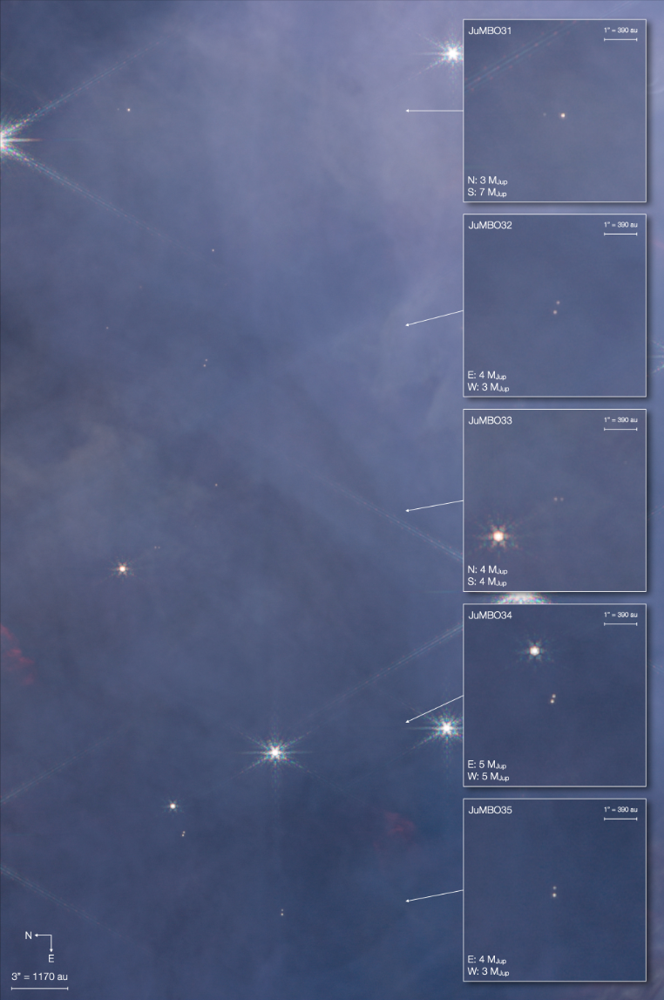 JuMBO31
1" = 390 au
N: 3 MJup
S: 7 MJup
JuMBO32
1" = 390 au
E: 4 MJup
W: 3 MJup
JuMBO33
1" = 390 au
N: 4 MJup
S: 4 MJup
JuMBO34
1" = 390 au
E: 5 MJup
W: 5 MJup
JuMBO35
1" = 390 au
E: 4 MJup
W: 3 MJup
N
E
3" = 1170 au